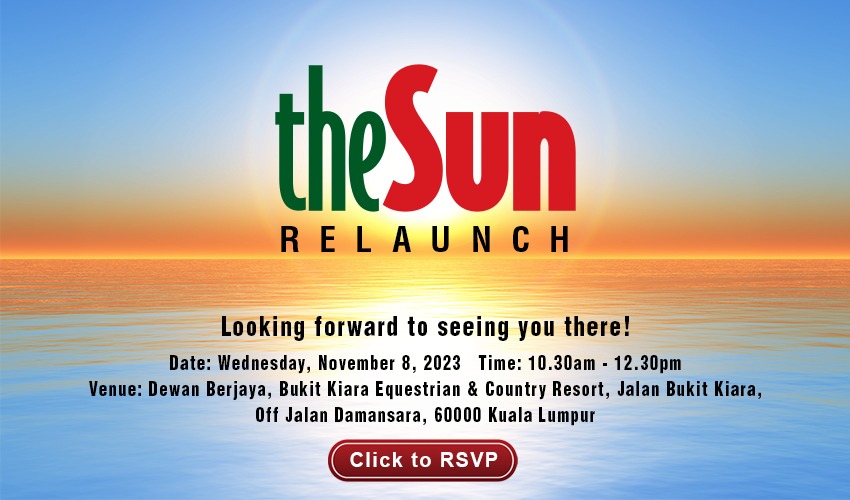 theSun
RELAUNCH
Looking forward to seeing you there!
Date: Wednesday, November 8, 2023 Time: 10.30am - 12.30pm
Venue: Dewan Berjaya, Bukit Kiara Equestrian & Country Resort, Jalan Bukit Kiara,
Off Jalan Damansara, 60000 Kuala Lumpur
Click to RSVP